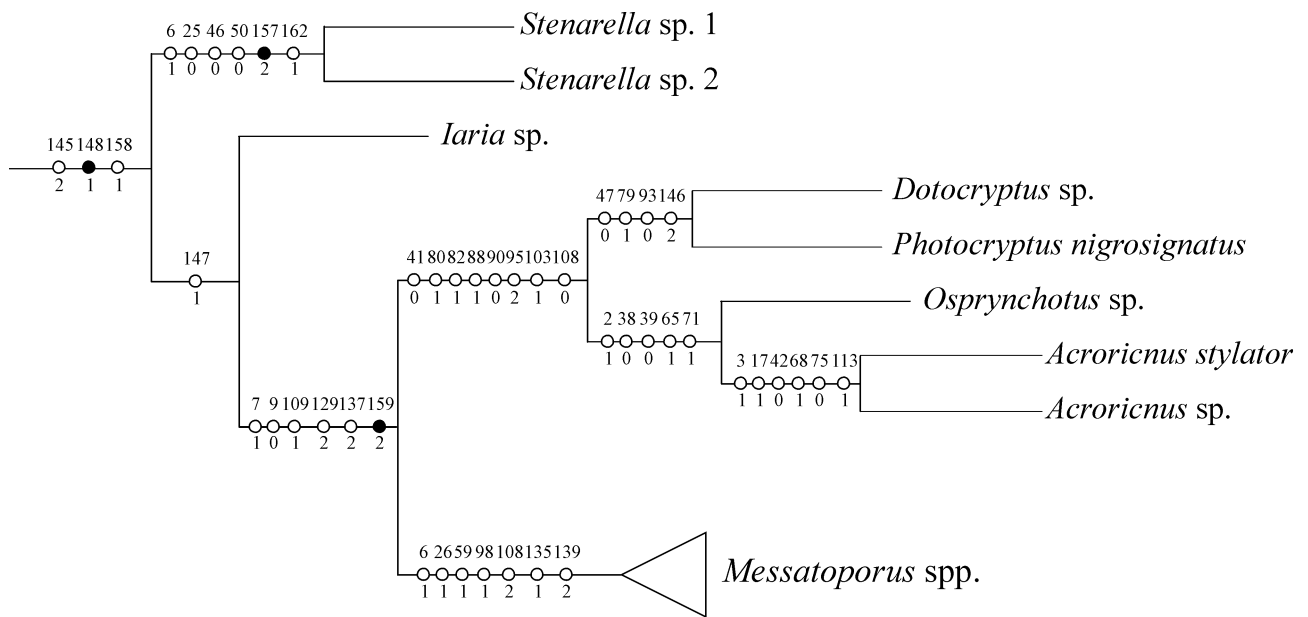 6 25 46 50 157 162
1 0 0 0 2 1
Stenarella sp. 1
Stenarella sp. 2
Iaria sp.
145 148 158
2 1 1
47 79 93 146
0 1 0 2
Dotocryptus sp.
Photocryptus nigrosignatus
147
1
41 80 82 88 90 95 103 108
0 1 1 1 0 2 1 0
Osprynchotus sp.
2 38 39 65 71
1 0 0 1 1
Acroricnus stylator
3 17 42 68 75 113
1 1 0 1 0 1
Acroricnus sp.
7 9 109 129 137 159
1 0 1 2 2 2
6 26 59 98 108 135 139
1 1 1 1 2 1 2
Messatoporus spp.